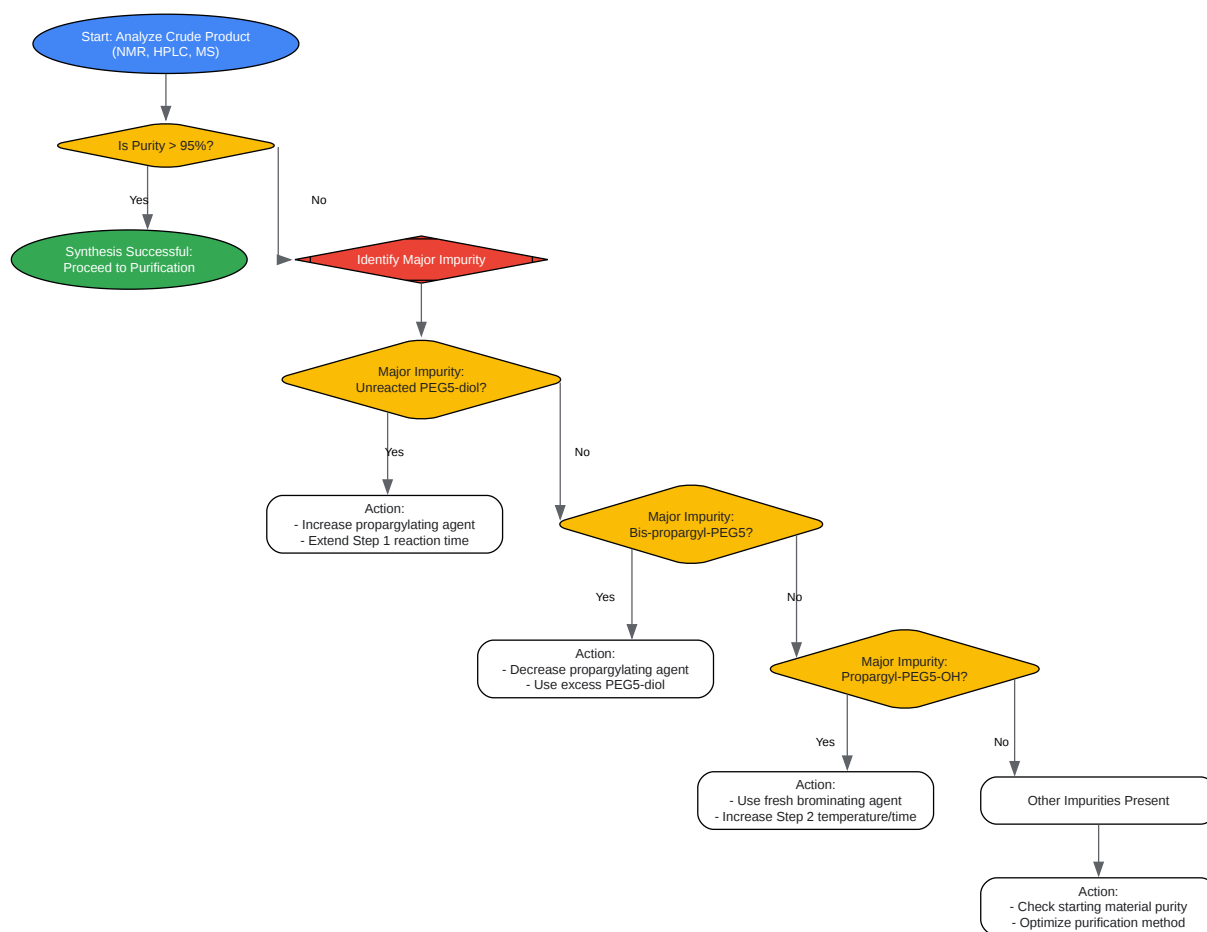 Start: Analyze Crude Product
(NMR, HPLC, MS)
Is Purity > 95%?
Yes
No
Synthesis Successful:
Proceed to Purification
Identify Major Impurity
Major Impurity:
Unreacted PEG5-diol?
Yes
No
Action:
- Increase propargylating agent
- Extend Step 1 reaction time
Major Impurity:
Bis-propargyl-PEG5?
Yes
No
Action:
- Decrease propargylating agent
- Use excess PEG5-diol
Major Impurity:
Propargyl-PEG5-OH?
Yes
No
Action:
- Use fresh brominating agent
- Increase Step 2 temperature/time
Other Impurities Present
Action:
- Check starting material purity
- Optimize purification method